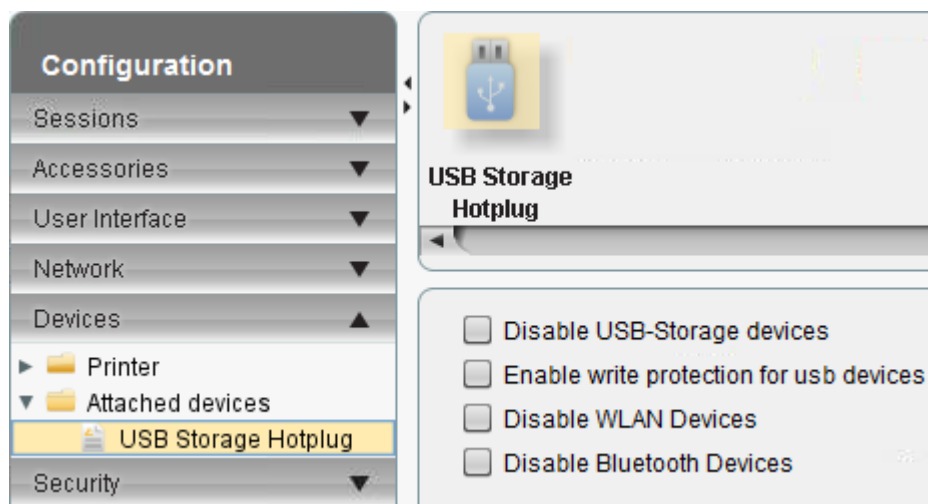 Configuration
Sessions
Accessories
User Interface
Network
Devices
Printer
Attached devices
USB Storage Hotplug
Security
USB Storage
Hotplug
Disable USB-Storage devices
Enable write protection for usb devices
Disable WLAN Devices
Disable Bluetooth Devices